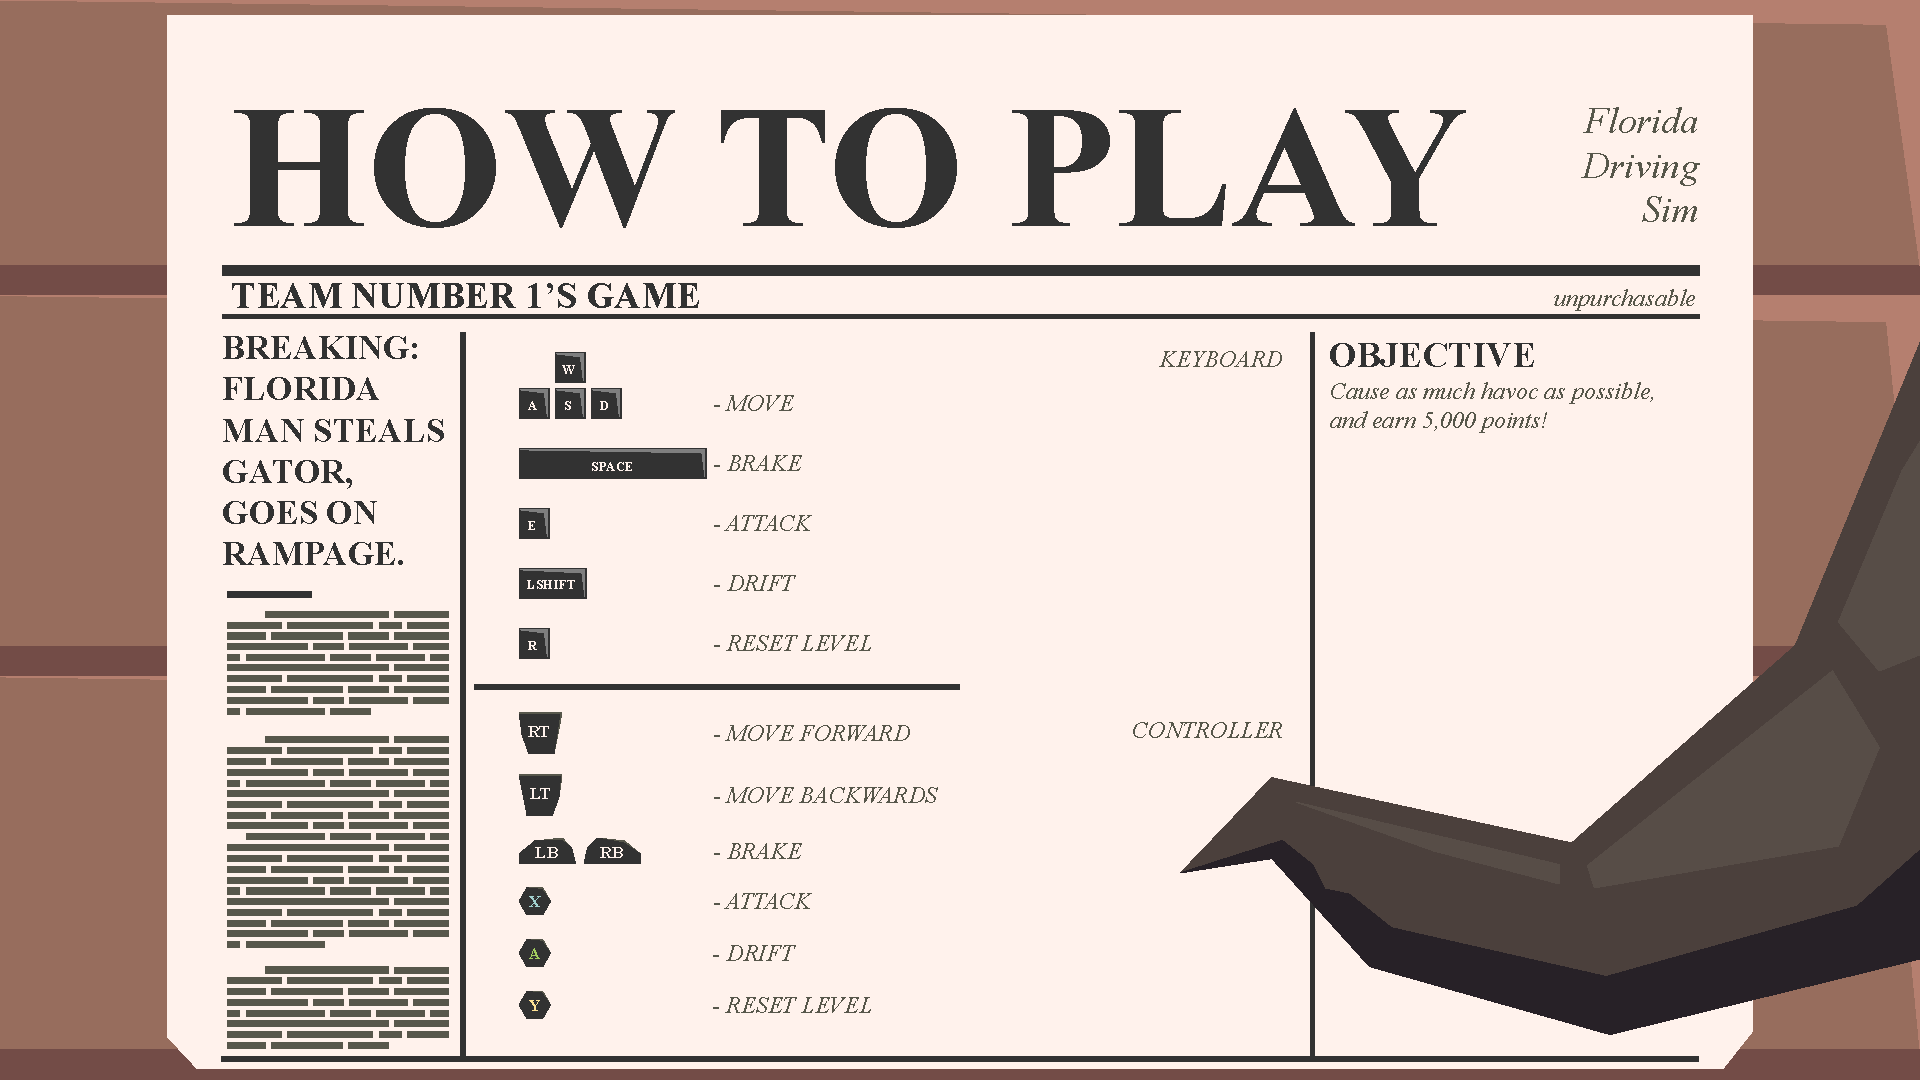 HOW TO PLAY
Florida
Driving
Sim
TEAM NUMBER 1’S GAME
unpurchasable
BREAKING:
FLORIDA
MAN STEALS
GATOR,
GOES ON
RAMPAGE.
KEYBOARD
W
A S D - MOVE
SPACE - BRAKE
E - ATTACK
LSHIFT - DRIFT
R - RESET LEVEL
CONTROLLER
RT - MOVE FORWARD
LT - MOVE BACKWARDS
LB RB - BRAKE
X - ATTACK
A - DRIFT
Y - RESET LEVEL
OBJECTIVE
Cause as much havoc as possible,
and earn 5,000 points!